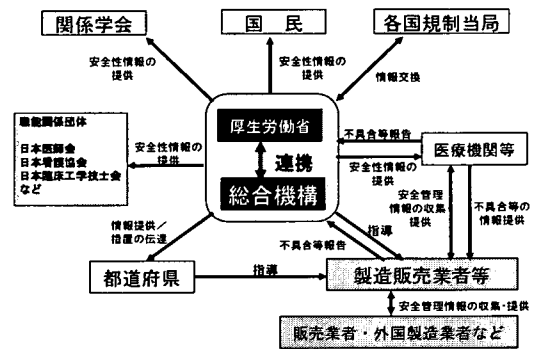 関係学会
国　民
各国規制当局
安全性情報の
提供
安全性情報の
提供
情報交換
職能関係団体
日本医師会
日本看護協会
日本臨床工学技士会
など
安全性情報の
提供
厚生労働省
連携
総合機構
不具合等報告
医療機関等
安全性情報の
提供
安全管理
情報の収集
提供
不具合等の
情報提供
情報提供／
措置の伝達
指導
不具合等報告
都道府県
指導
製造販売業者等
安全管理情報の収集・提供
販売業者・外国製造業者など